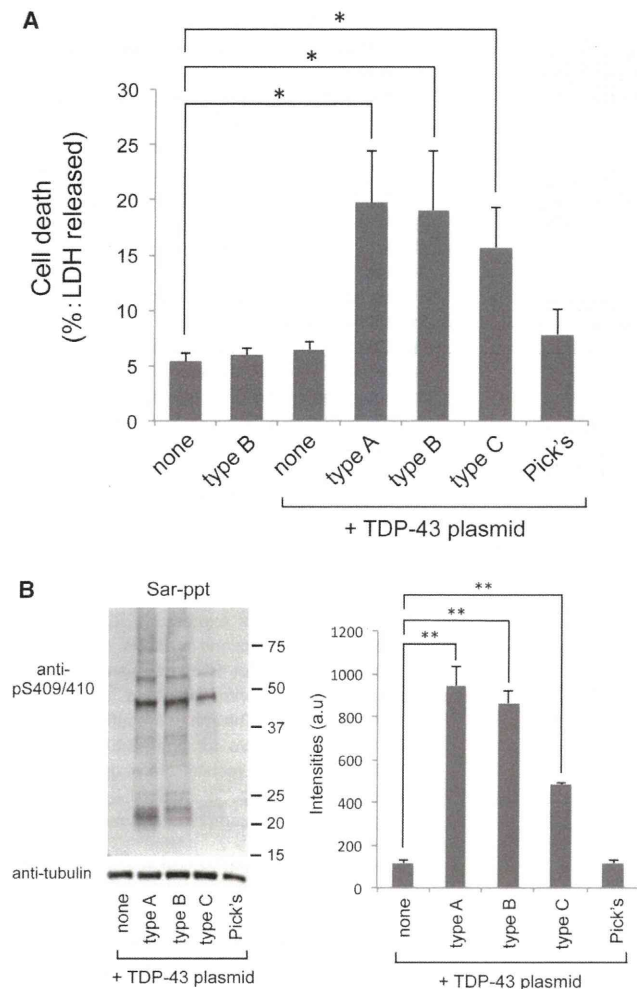 A
*
*
*
Cell death
(%:LDH released)
30
25
20
15
10
5
0
none
type B
none
type A
type B
type C
Pick's
+ TDP-43 plasmid
B
Sar-ppt
anti-
pS409/410
75
50
37
25
20
15
anti-tubulin
none
type A
type B
type C
Pick's
+ TDP-43 plasmid
**
**
**
Intensities (a.u)
1200
1000
800
600
400
200
0
none
type A
type B
type C
Pick's
+ TDP-43 plasmid